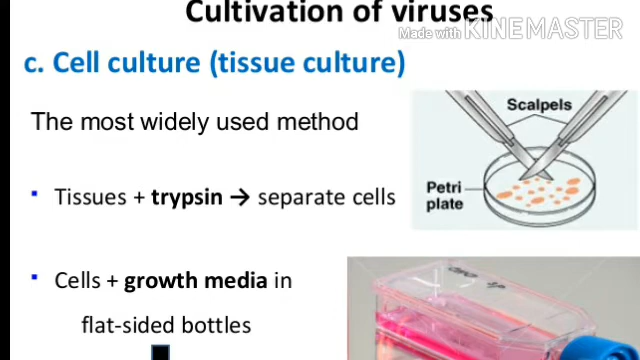 Cultivation of viruses
Made with KINEMASTER
c. Cell culture (tissue culture)
The most widely used method
Scalpels
Petri
plate
▪ Tissues + trypsin → separate cells
▪ Cells + growth media in
flat-sided bottles